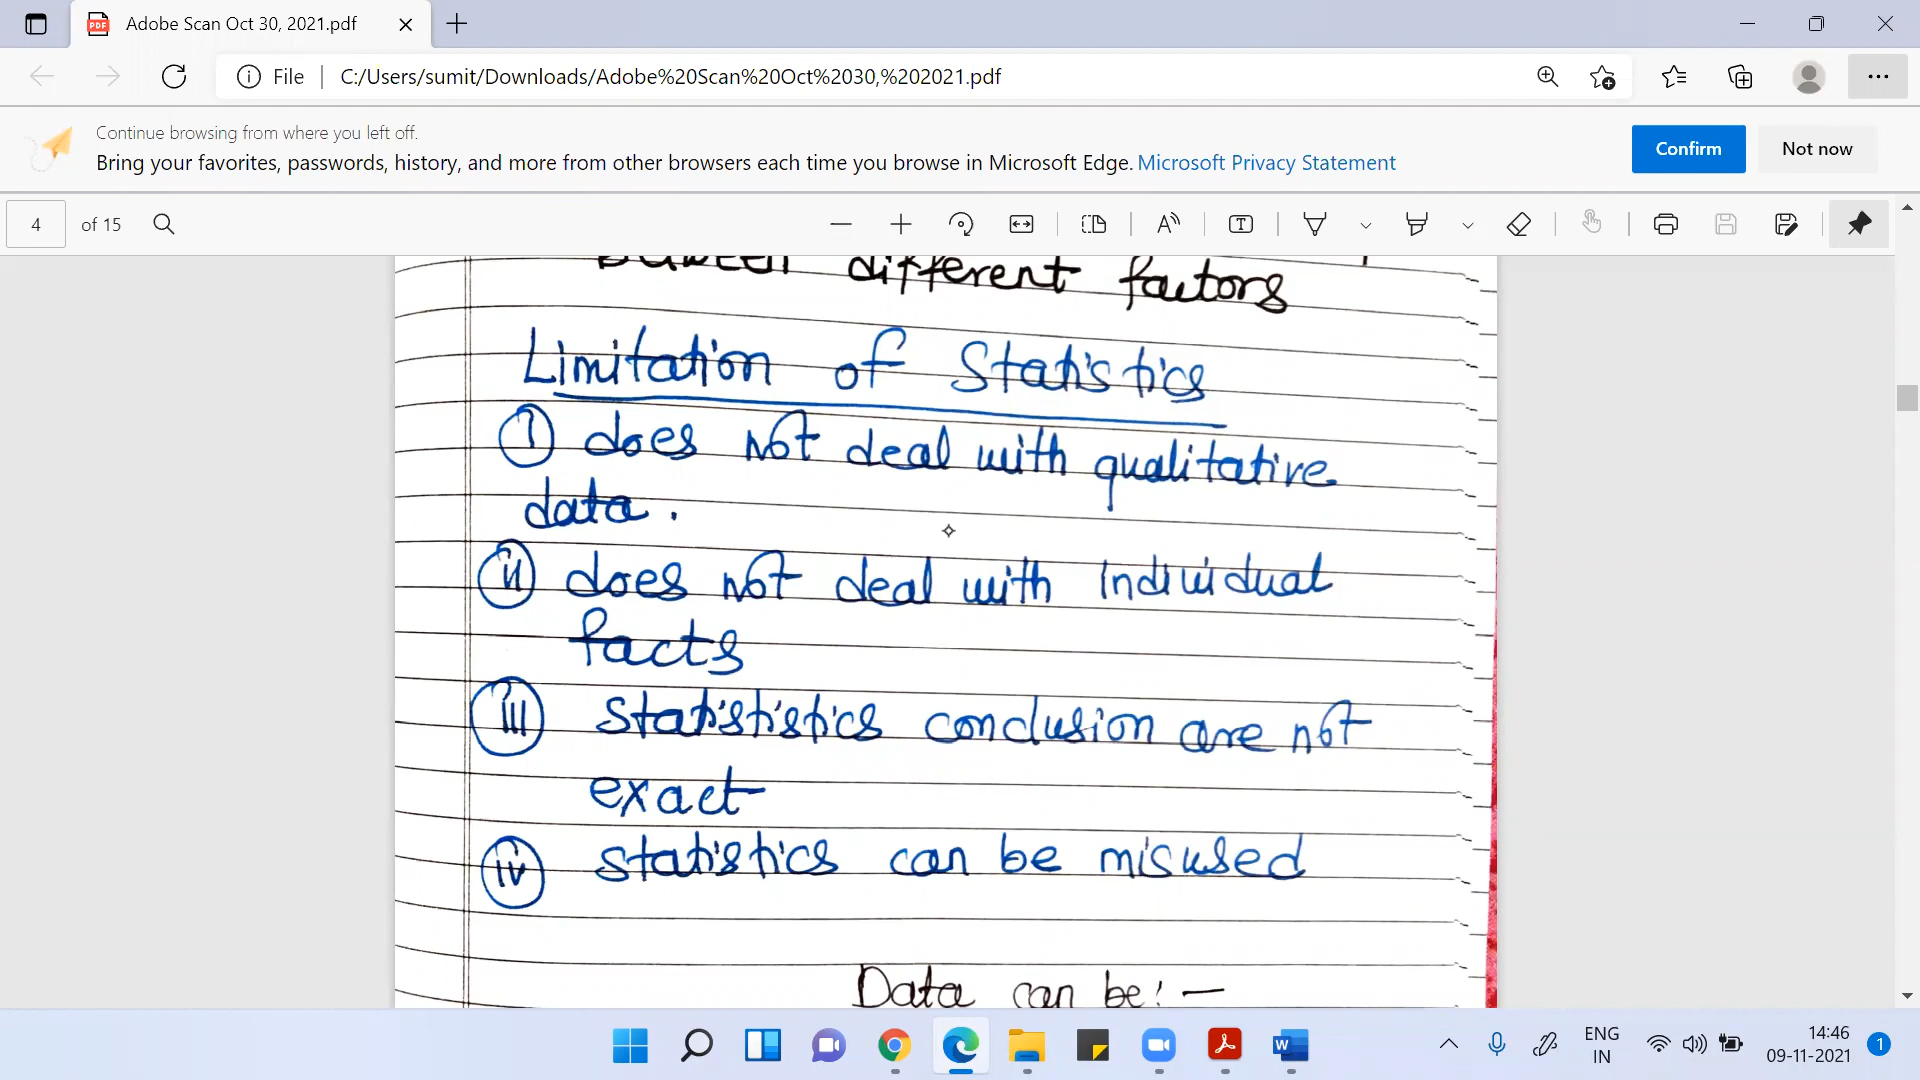 Adobe Scan Oct 30, 2021.pdf
File
C:/Users/sumit/Downloads/Adobe%20Scan%20Oct%2030,%202021.pdf
Continue browsing from where you left off.
Bring your favorites, passwords, history, and more from other browsers each time you browse in Microsoft Edge. Microsoft Privacy Statement
Confirm
Not now
4 of 15
between different factors
Limitation of Statistics
(i) does not deal with qualitative
data.
(ii) does not deal with individual
facts
(iii) statististics conclusion are not
exact
(iv) statistics can be misused
Data can be:—
ENG
IN
14:46
09-11-2021
1